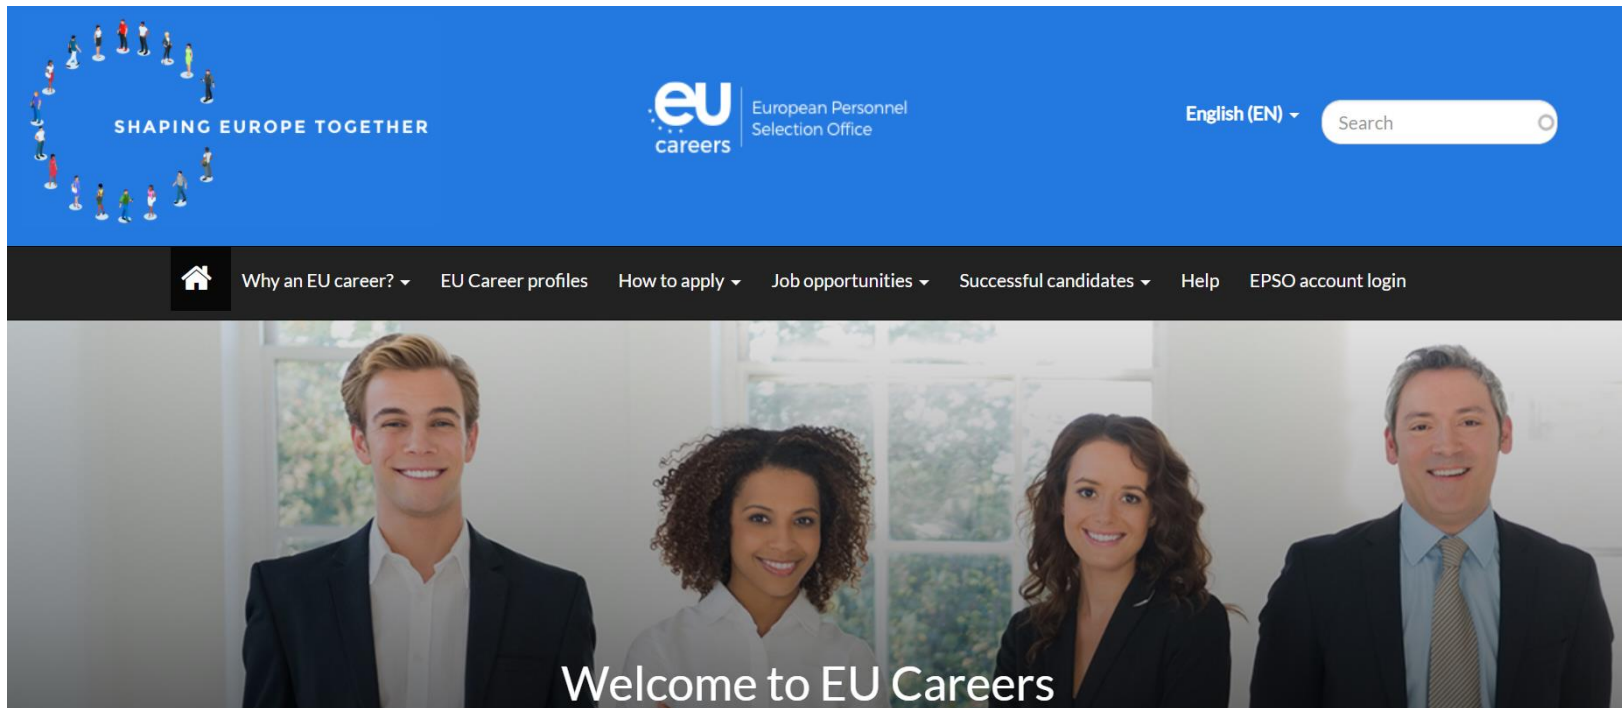 SHAPING EUROPE TOGETHER
eu
careers
European Personnel
Selection Office
English (EN)
Search
Why an EU career?
EU Career profiles
How to apply
Job opportunities
Successful candidates
Help
EPSO account login
Welcome to EU Careers